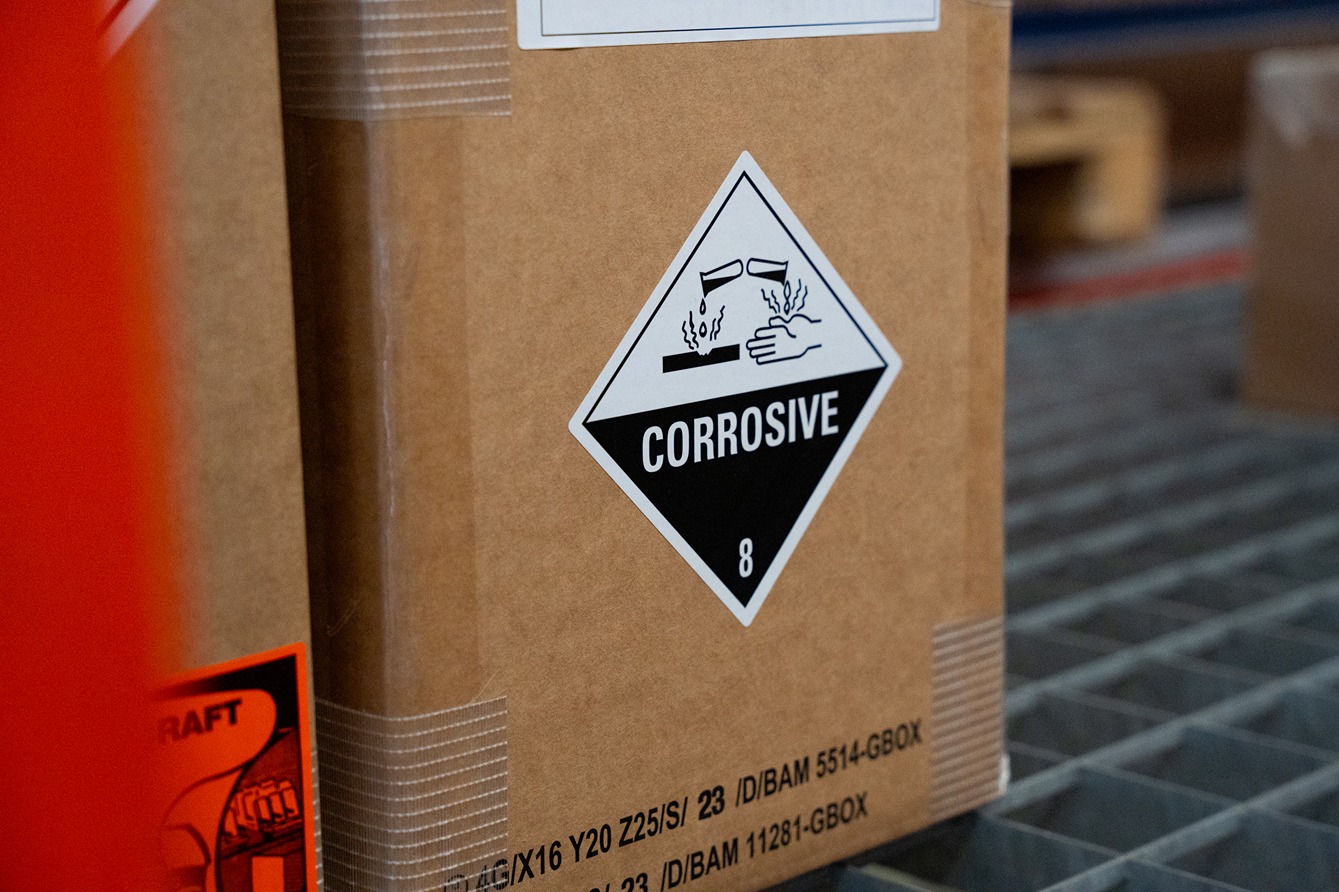 CORROSIVE
8
4G/X16 Y20 Z25/S/ 23 /D/BAM 5514-GBOX
23 /D/BAM 11281-GBOX
RAFT